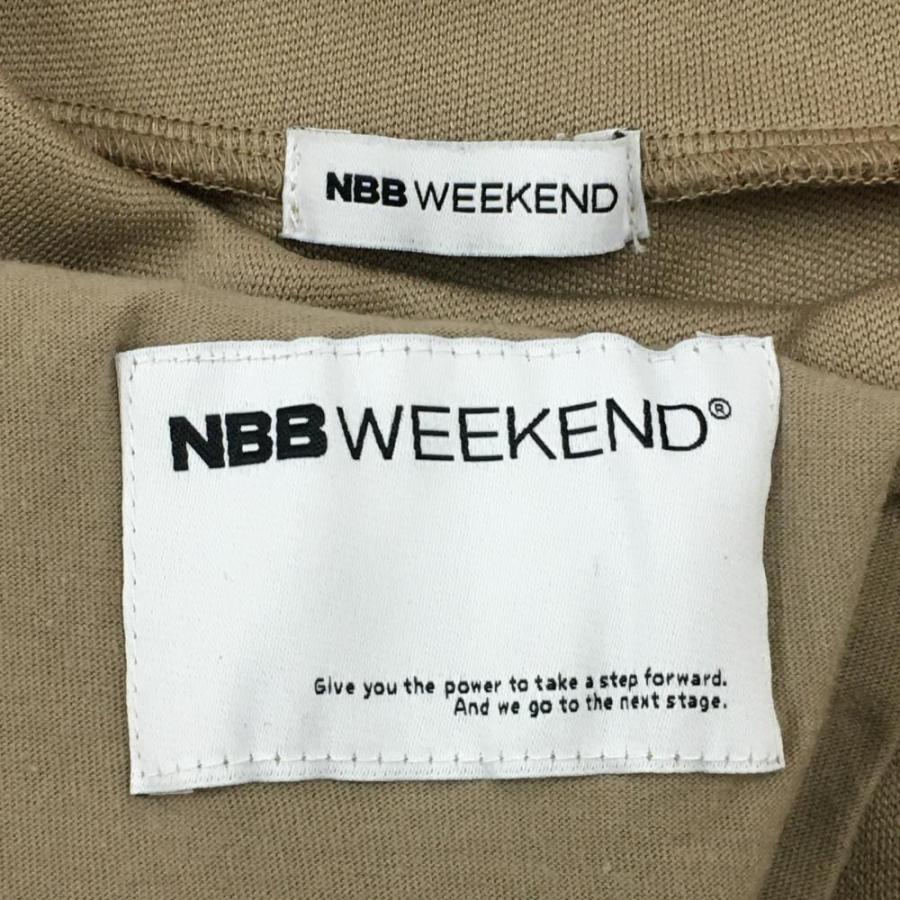 NBB WEEKEND
NBB WEEKEND®
Give you the power to take a step forward.
And we go to the next stage.